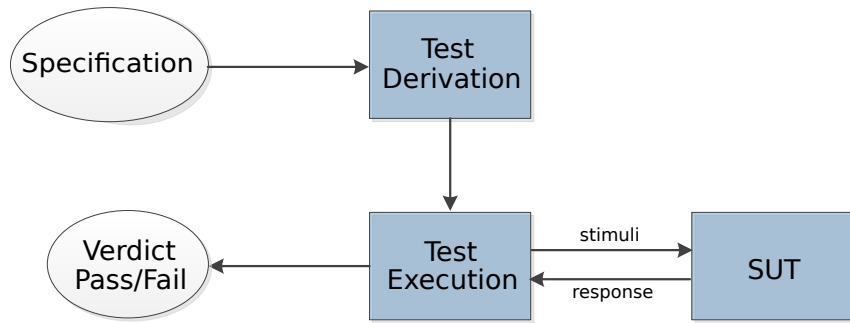 Specification
Test
Derivation
Verdict
Pass/Fail
Test
Execution
stimuli
response
SUT